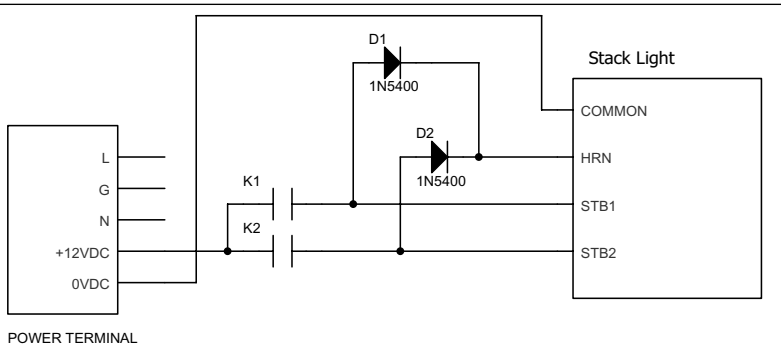 D1
1N5400
Stack Light
D2
1N5400
COMMON
HRN
STB1
STB2
K1
K2
L
G
N
+12VDC
0VDC
POWER TERMINAL